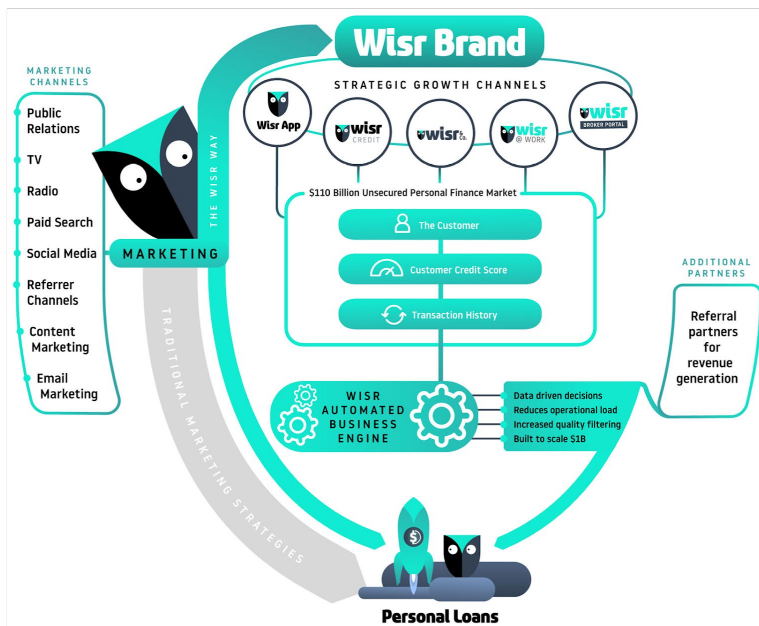 Wisr Brand
STRATEGIC GROWTH CHANNELS
Wisr App
wisr
CREDIT
wisr & Co.
wisr
@ WORK
wisr
BROKER PORTAL
MARKETING
CHANNELS
Public
Relations
TV
Radio
Paid Search
Social Media
Referrer
Channels
Content
Marketing
Email
Marketing
MARKETING
THE WISR WAY
TRADITIONAL MARKETING STRATEGIES
$110 Billion Unsecured Personal Finance Market
The Customer
Customer Credit Score
Transaction History
WISR
AUTOMATED
BUSINESS
ENGINE
Data driven decisions
Reduces operational load
Increased quality filtering
Built to scale $1B
ADDITIONAL
PARTNERS
Referral
partners
for
revenue
generation
$
Personal Loans